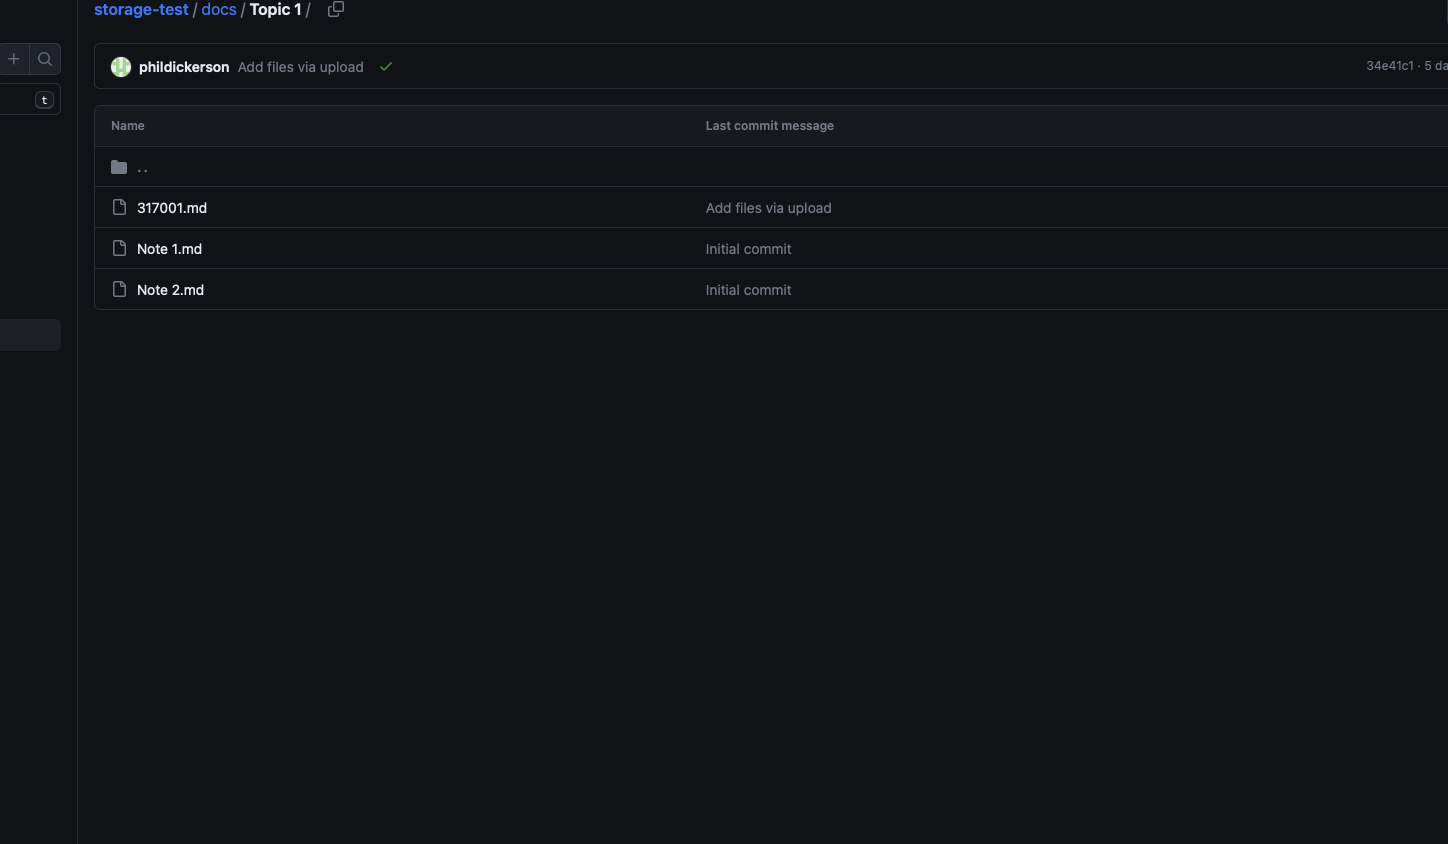 storage-test / docs / Topic 1 /
t
phildickerson Add files via upload 34e41c1 · 5 da
Name Last commit message
..
317001.md Add files via upload
Note 1.md Initial commit
Note 2.md Initial commit